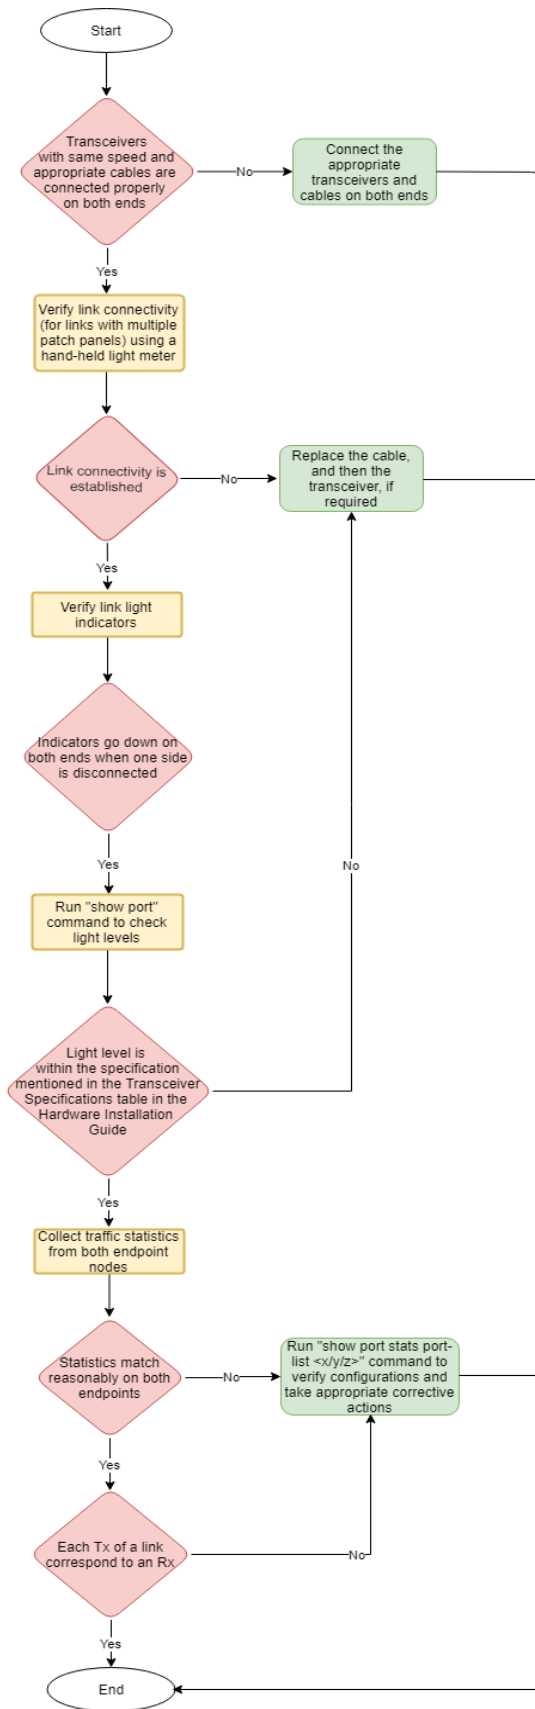 Start
Transceivers
with same speed and
appropriate cables are
connected properly
on both ends
No
Connect the
appropriate
transceivers and
cables on both ends
Yes
Verify link connectivity
(for links with multiple
patch panels) using a
hand-held light meter
Link connectivity is
established
No
Replace the cable,
and then the
transceiver, if
required
Yes
Verify link light
indicators
Indicators go down on
both ends when one side
is disconnected
Yes
No
Run "show port"
command to check
light levels
Light level is
within the specification
mentioned in the Transceiver
Specifications table in the
Hardware Installation
Guide
Yes
Collect traffic statistics
from both endpoint
nodes
Statistics match
reasonably on both
endpoints
No
Run "show port stats port-
list <x/y/z>" command to
verify configurations and
take appropriate corrective
actions
Yes
Each Tx of a link
correspond to an Rx
No
Yes
End